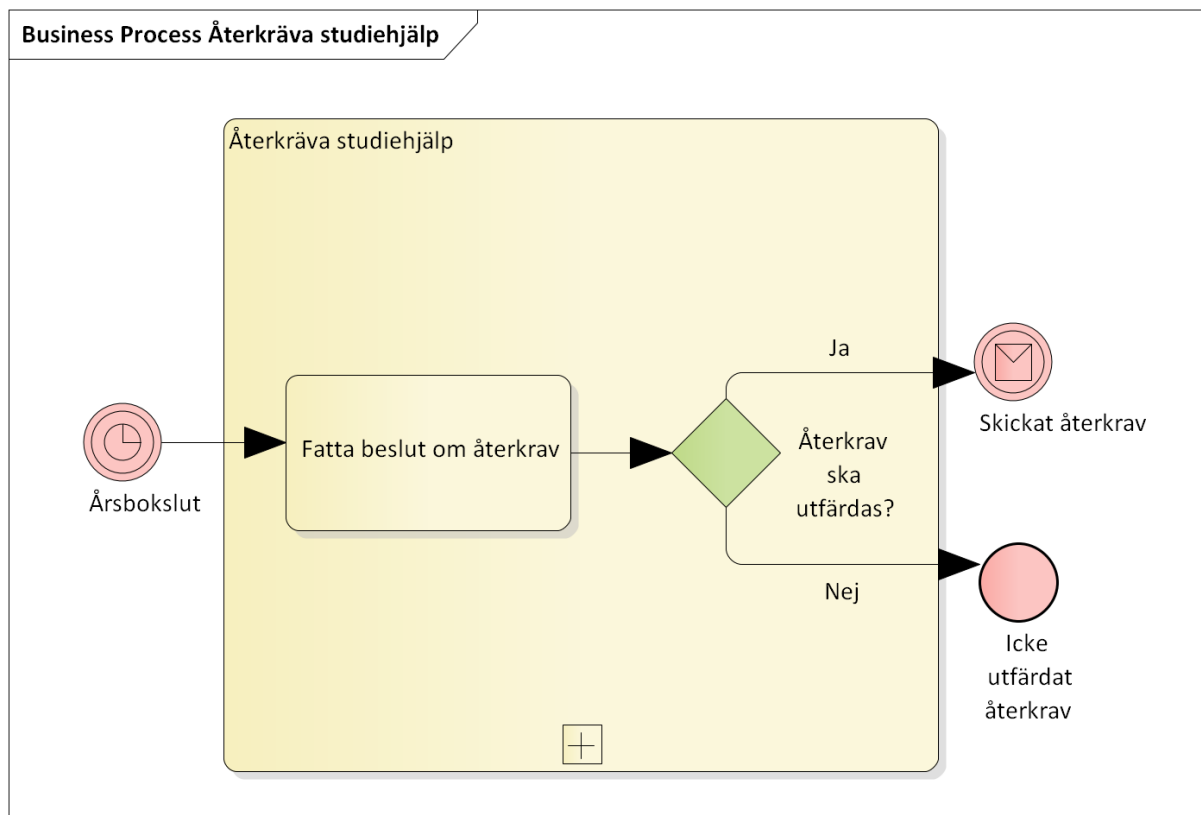 Business Process Återkräva studiehjälp
Återkräva studiehjälp
Årsbokslut
Fatta beslut om återkrav
Återkrav
ska
utfärdas?
Ja
Nej
Skickat återkrav
Icke
utfärdat
återkrav